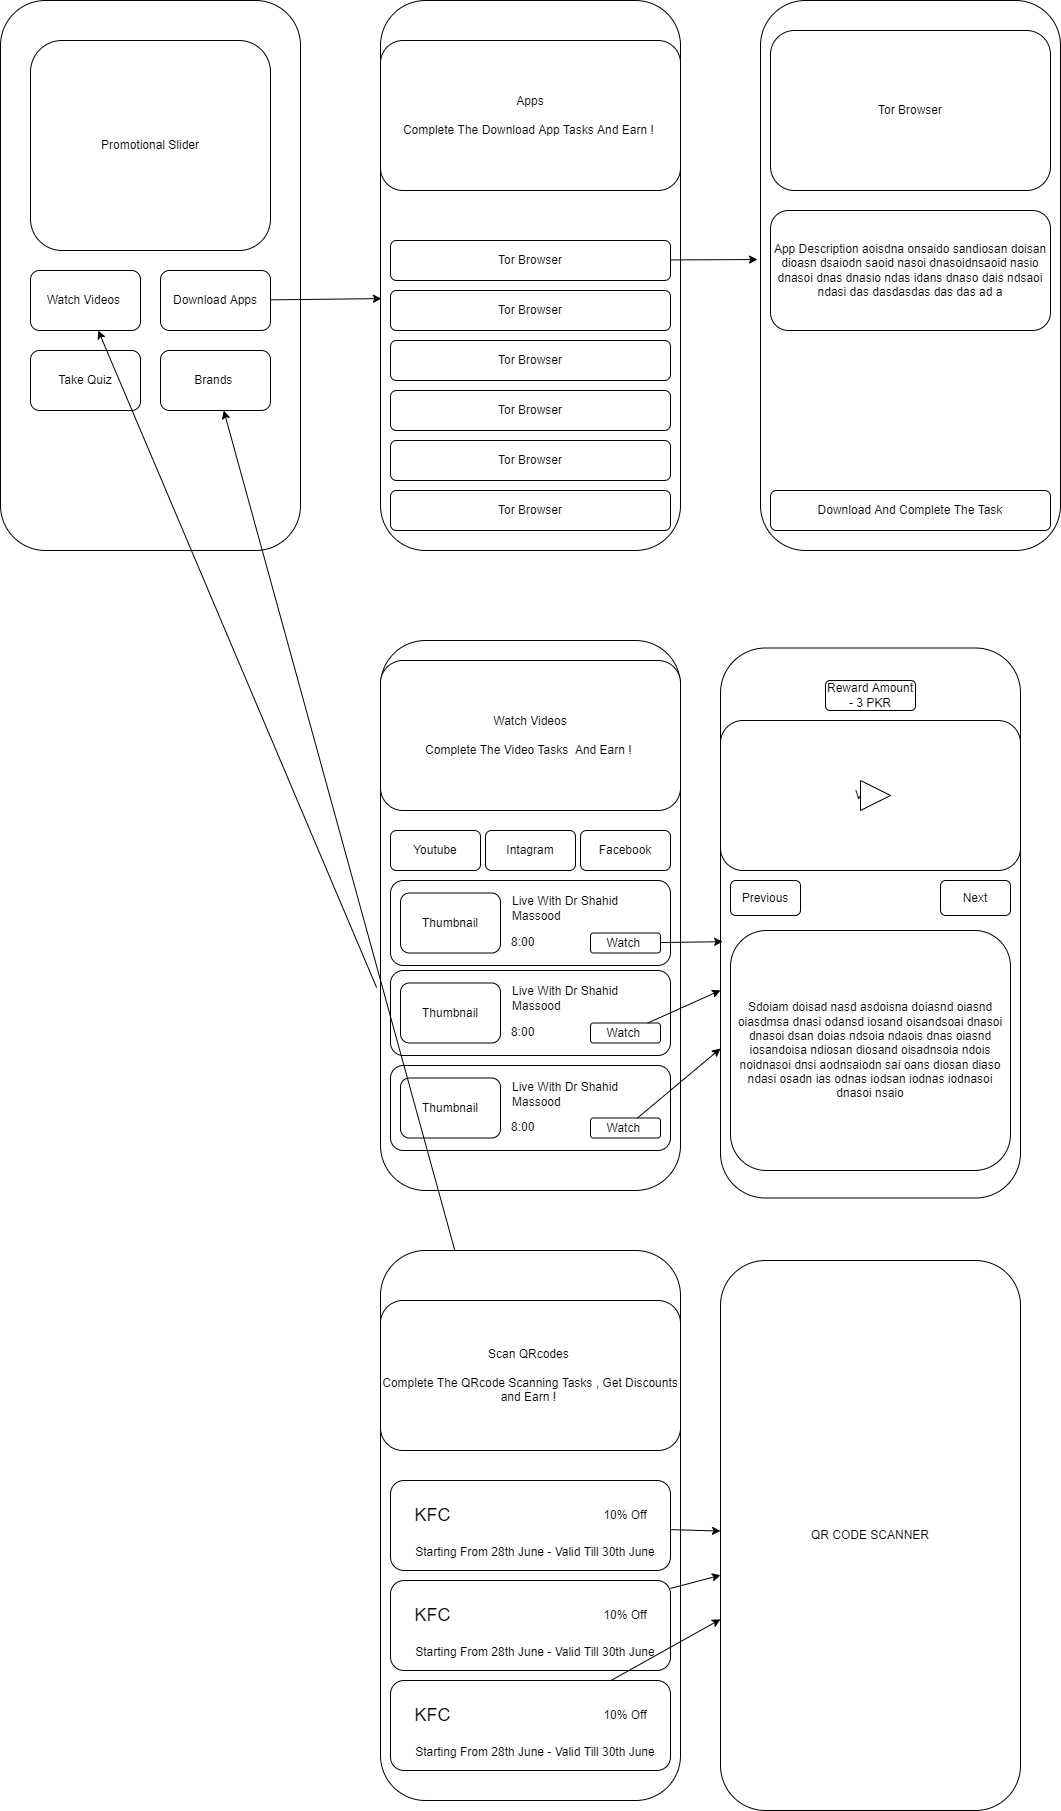 Promotional Slider
Watch Videos
Download Apps
Take Quiz
Brands
Apps
Complete The Download App Tasks And Earn !
Tor Browser
Tor Browser
Tor Browser
Tor Browser
Tor Browser
Tor Browser
Tor Browser
App Description aoisdna onsaido sandiosan doisan
dioasn dsaiodn saoid nasoi dnasoidnsaoid nasio
dnasoi dnas dnasio ndas idans dnaso dais ndsaoi
ndasi das dasdasdas das das ad a
Download And Complete The Task
Watch Videos
Complete The Video Tasks  And Earn !
Youtube
Intagram
Facebook
Thumbnail
Live With Dr Shahid
Massood
8:00
Watch
Thumbnail
Live With Dr Shahid
Massood
8:00
Watch
Thumbnail
Live With Dr Shahid
Massood
8:00
Watch
Reward Amount
- 3 PKR
Previous
Next
Sdoiam doisad nasd asdoisna doiasnd oiasnd
oiasdmsa dnasi odansd iosand oisandsoai dnasoi
dnasoi dsan doias ndsoia ndaois dnas oiasnd
iosandoisa ndiosan diosand oisadnsoia ndois
noidnasoi dnsi aodnsaiodn sai oans diosan diaso
ndasi osadn ias odnas iodsan iodnas iodnasoi
dnasoi nsaio
Scan QRcodes
Complete The QRcode Scanning Tasks , Get Discounts
and Earn !
KFC
10% Off
Starting From 28th June - Valid Till 30th June
KFC
10% Off
Starting From 28th June - Valid Till 30th June
KFC
10% Off
Starting From 28th June - Valid Till 30th June
QR CODE SCANNER